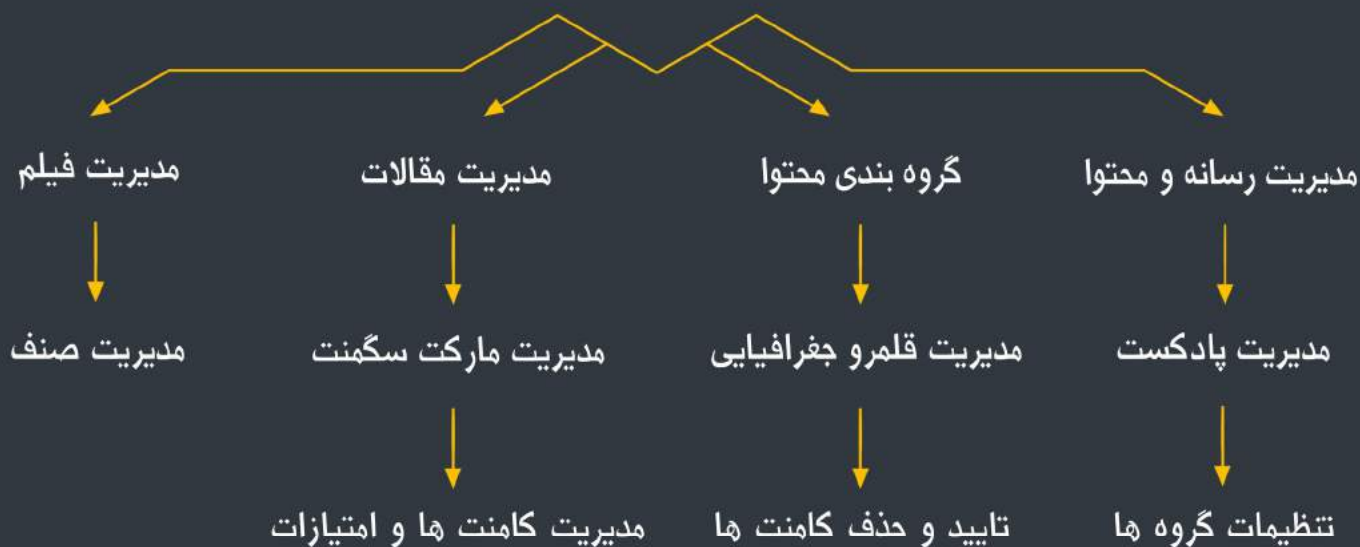 مدیریت رسانه و محتوا
گروه بندی محتوا
مدیریت مقالات
مدیریت فیلم
مدیریت پادکست
مدیریت قلمرو جغرافیایی
مدیریت مارکت سگمنت
مدیریت صنف
تنظیمات گروه ها
تایید و حذف کامنت ها
مدیریت کامنت ها و امتیازات